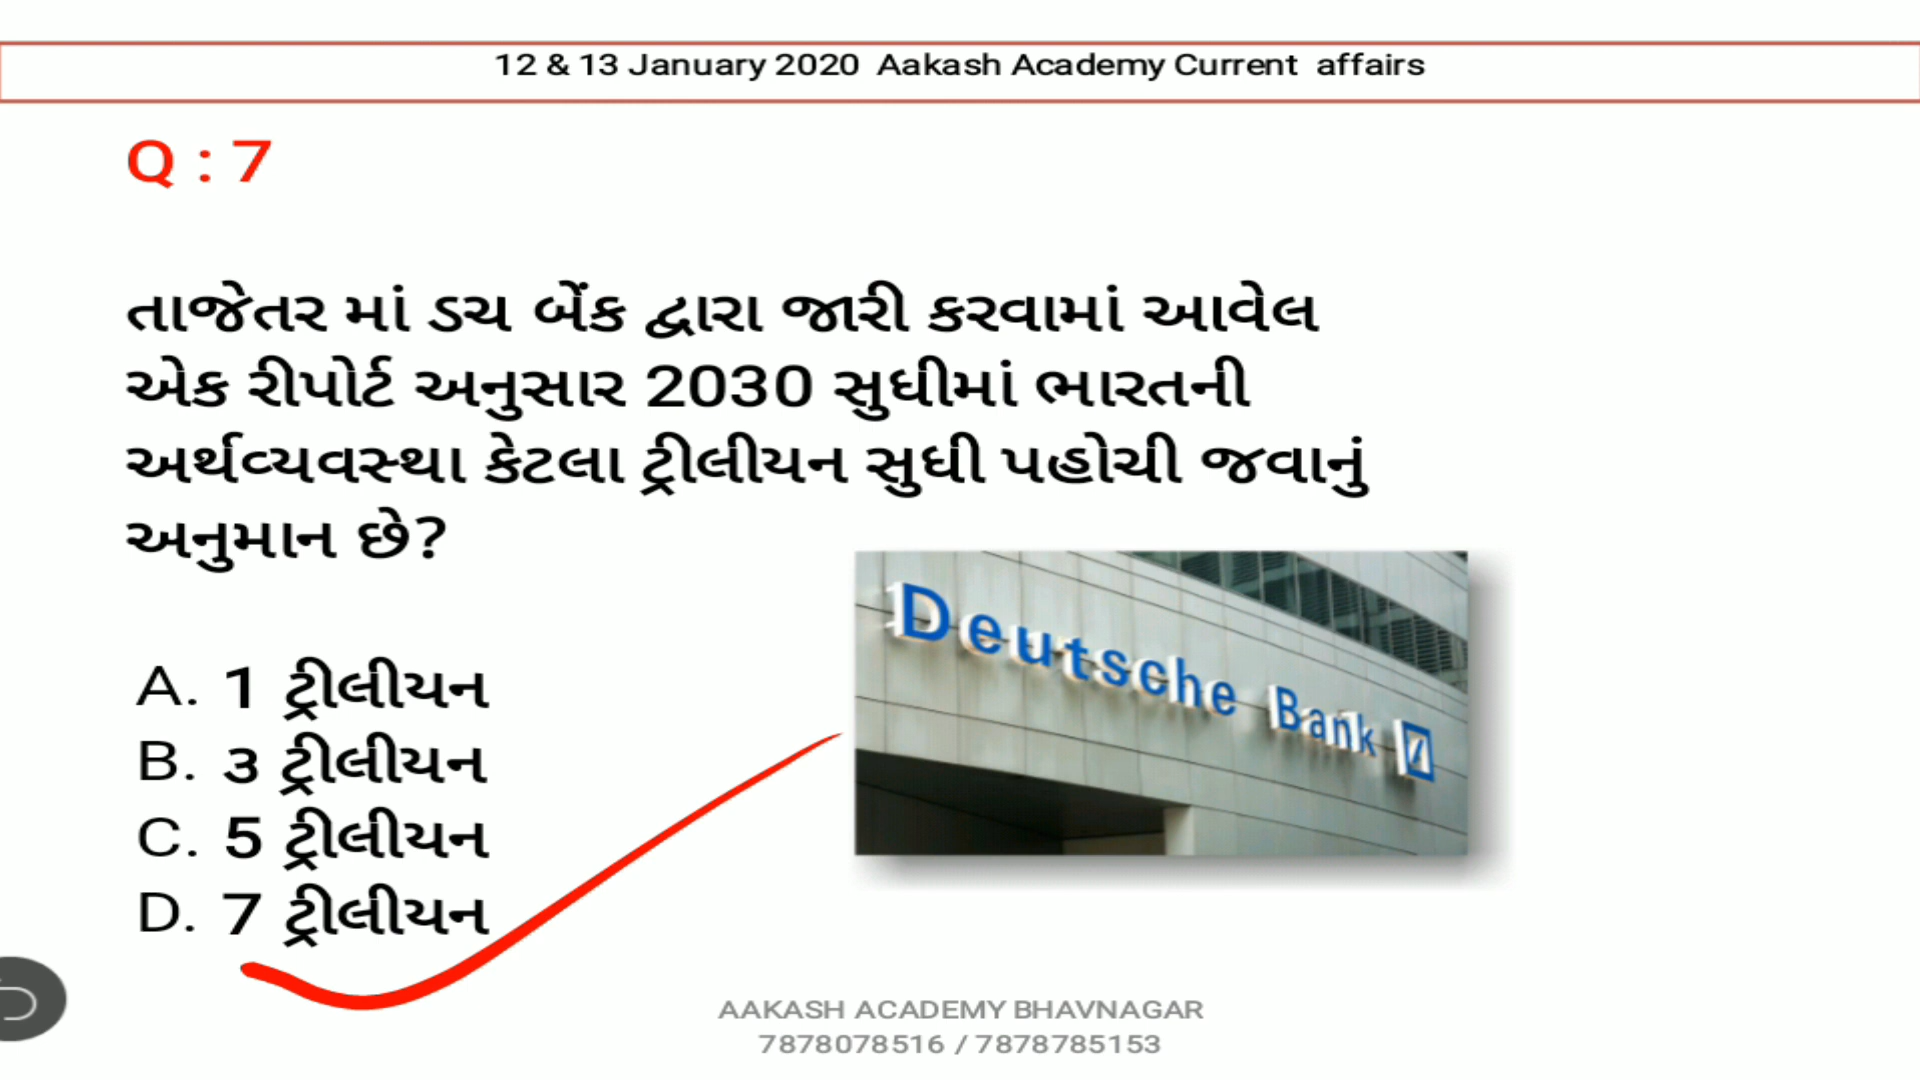 12 & 13 January 2020 Aakash Academy Current affairs
Q : 7
તાજેતર માં ડચ બેંક દ્વારા જારી કરવામાં આવેલ
એક રીપોર્ટ અનુસાર 2030 સુધીમાં ભારતની
અર્થવ્યવસ્થા કેટલા ટ્રીલીયન સુધી પહોચી જવાનું
અનુમાન છે?
Deutsche Bank
A. 1 ટ્રીલીયન
B. ૩ ટ્રીલીયન
C. 5 ટ્રીલીયન
D. 7 ટ્રીલીયન
AAKASH ACADEMY BHAVNAGAR
7878078516 / 7878785153